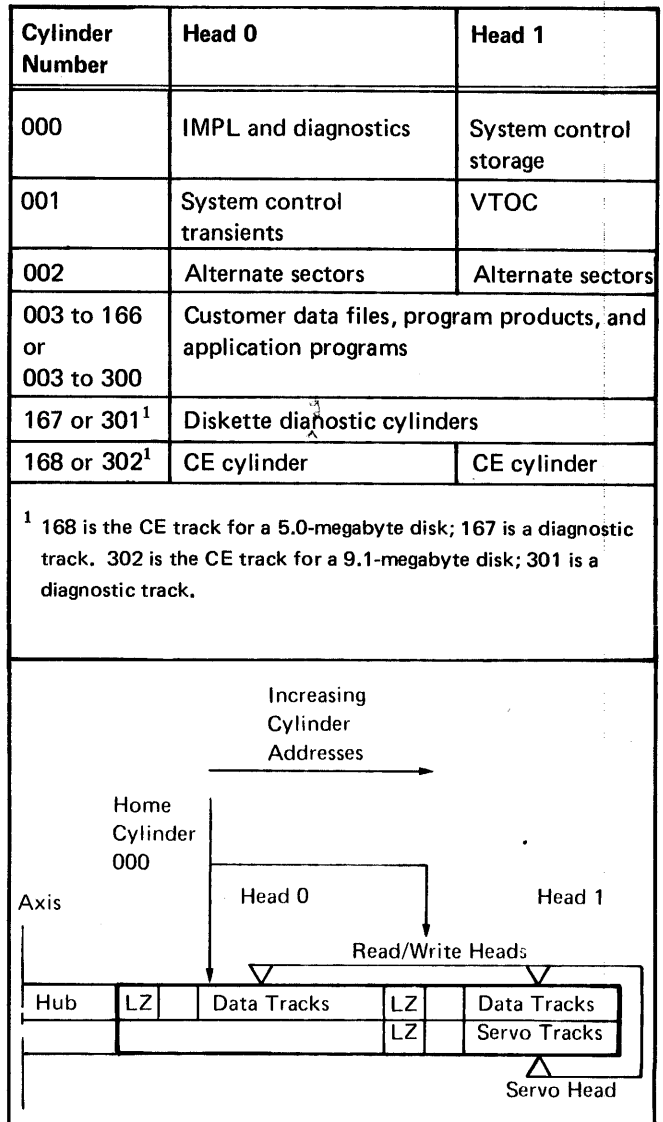 Cylinder Number
Head 0
Head 1
000
IMPL and diagnostics
System control
storage
001
System control
transients
VTOC
002
Alternate sectors
Alternate sectors
003 to 166
or
003 to 300
Customer data files, program products, and
application programs
167 or 301¹
Diskette dianostic cylinders
g
168 or 302¹
CE cylinder
CE cylinder
¹ 168 is the CE track for a 5.0-megabyte disk; 167 is a diagnostic
track. 302 is the CE track for a 9.1-megabyte disk; 301 is a
diagnostic track.
Increasing
Cylinder
Addresses
Home
Cylinder
000
Axis
Head 0
Head 1
Read/Write Heads
Hub
LZ
Data Tracks
LZ
Data Tracks
LZ
Servo Tracks
Servo Head